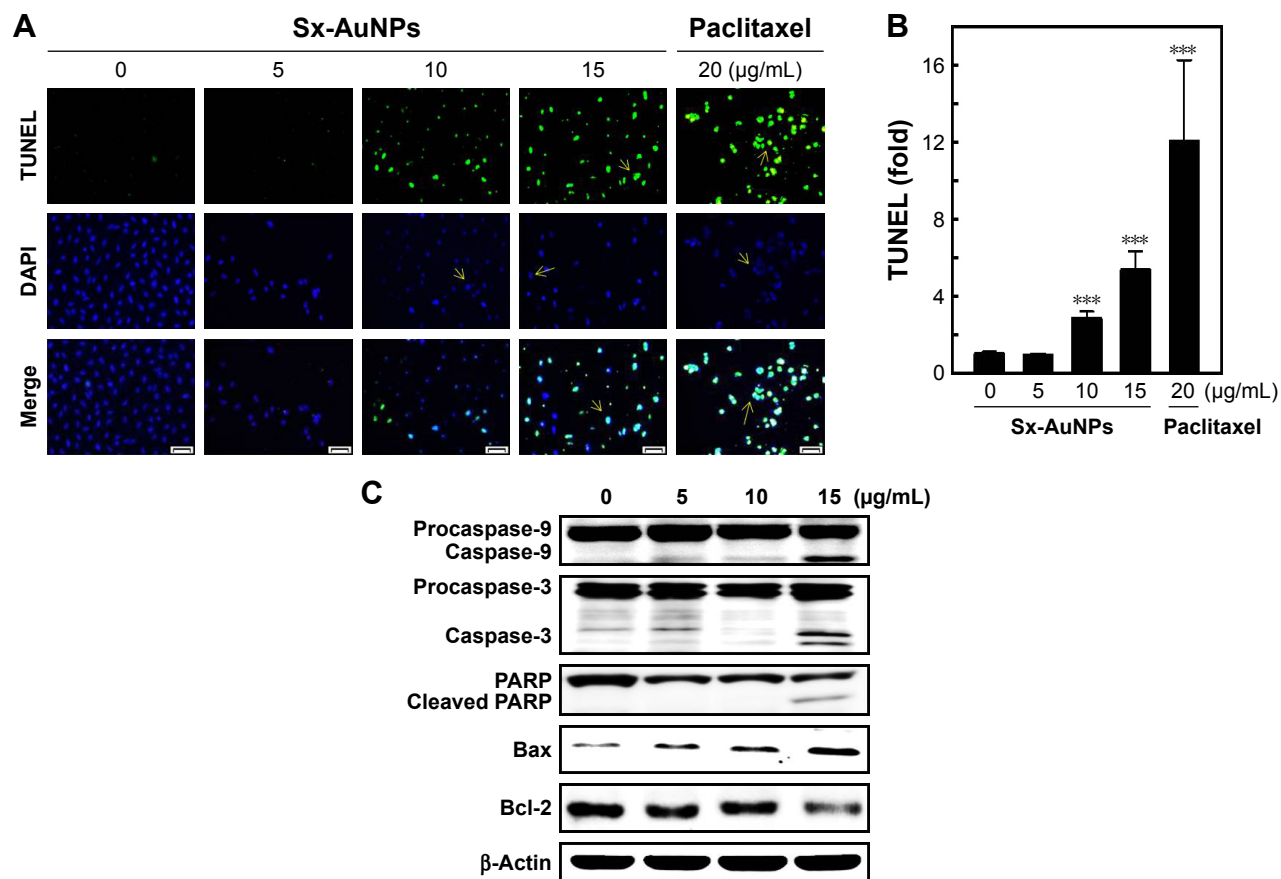 A
Sx-AuNPs Paclitaxel
0 5 10 15 20 (µg/mL)
TUNEL
DAPI
Merge
B
TUNEL (fold)
16
12
8
4
0
***
***
***
0 5 10 15 20 (µg/mL)
Sx-AuNPs Paclitaxel
C
0 5 10 15 (µg/mL)
Procaspase-9
Caspase-9
Procaspase-3
Caspase-3
PARP
Cleaved PARP
Bax
Bcl-2
β-Actin